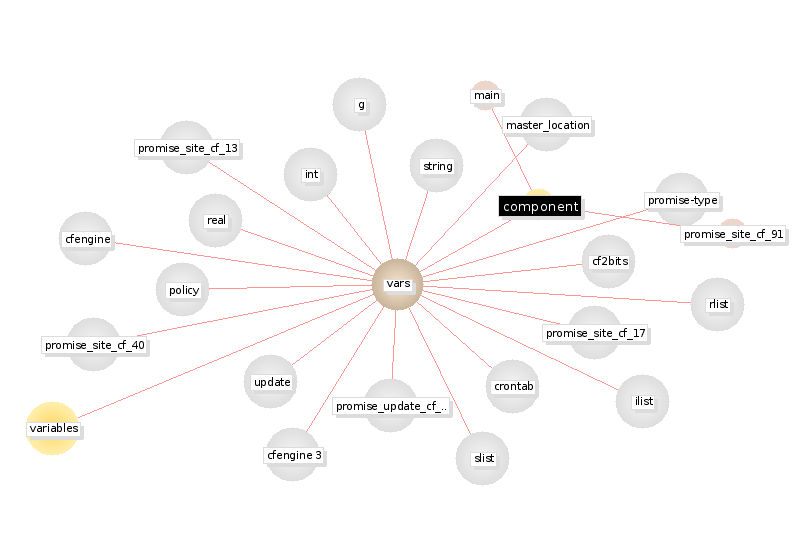 main
g
master_location
promise_site_cf_13
string
int
promise-type
component
real
promise_site_cf_91
cfengine
cf2bits
vars
policy
rlist
promise_site_cf_17
promise_site_cf_40
update
crontab
ilist
promise_update_cf_..
variables
cfengine 3
slist